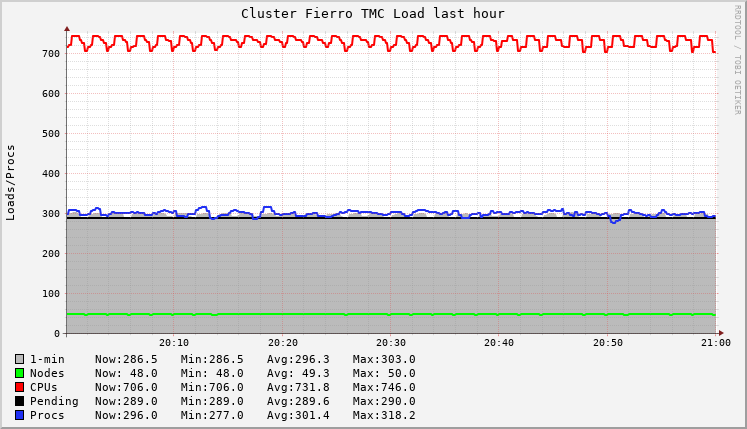 Cluster Fierro TMC Load last hour
RRDTOOL / TOBI OETIKER
Loads/Procs
700
600
500
400
300
200
100
0
20:10 20:20 20:30 20:40 20:50 21:00
1-min Now:286.5 Min:286.5 Avg:296.3 Max:303.0
Nodes Now: 48.0 Min: 48.0 Avg: 49.3 Max: 50.0
CPUs Now:706.0 Min:706.0 Avg:731.8 Max:746.0
Pending Now:289.0 Min:289.0 Avg:289.6 Max:290.0
Procs Now:296.0 Min:277.0 Avg:301.4 Max:318.2